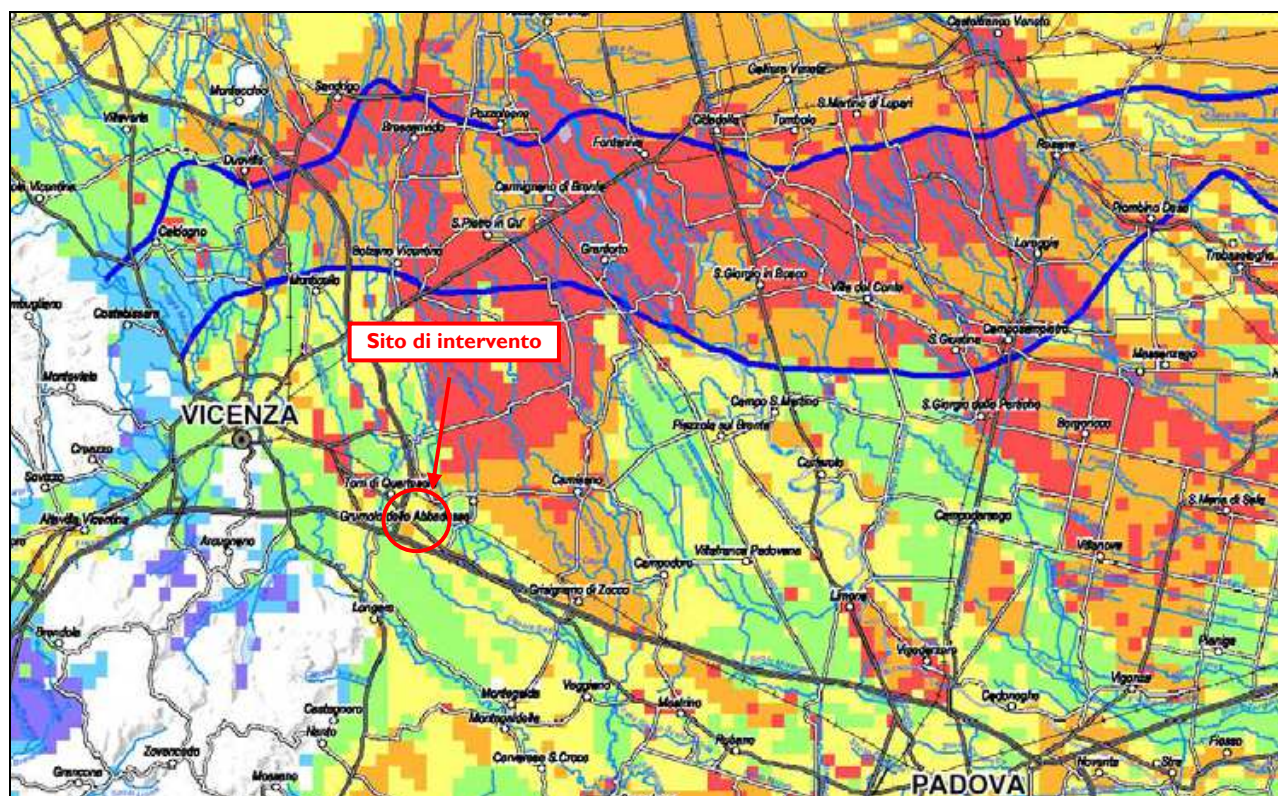 Castelfranco Veneto
Galliera Veneta
Montecchio
Sandrigo
S.Martino di Lupari
Villaverla
Pozzoleone
Cittadella
Tombolo
Bressanvido
Fontaniva
Resana
Dueville
Carmignano di Brenta
Piombino Dese
S.Pietro in Gu'
Caldogno
Bolzano Vicentino
Grantorto
Loreggia
Trebaseleghe
Monticello
S.Giorgio in Bosco
Villa del Conte
Costabissara
Camposampiero
S. Giustina
Sito di intervento
Massanzago
Monteviale
Campo S. Martino
VICENZA
S.Giorgio delle Pertiche
Piazzola sul Brenta
Borgoricco
Creazzo
Curtarolo
Sovizzo
Torri di Quartesolo
Camisano
S. Maria di Sala
Grumolo delle Abbadesse
Altavilla Vicentina
Campodarsego
Arcugnano
Villafranca Padovana
Villanova
Campodoro
Grisignano di Zocco
Limena
Longare
Brendola
Pianiga
Vigodarzere
Montegalda
Veggiano
Vigonza
Cadoneghe
Mestrino
Castegnero
Montegaldella
Nanto
Rubano
Zovencedo
Fiesso
Cervarese S.Croce
Grancona
Noventa
Stra
Mossano
PADOVA